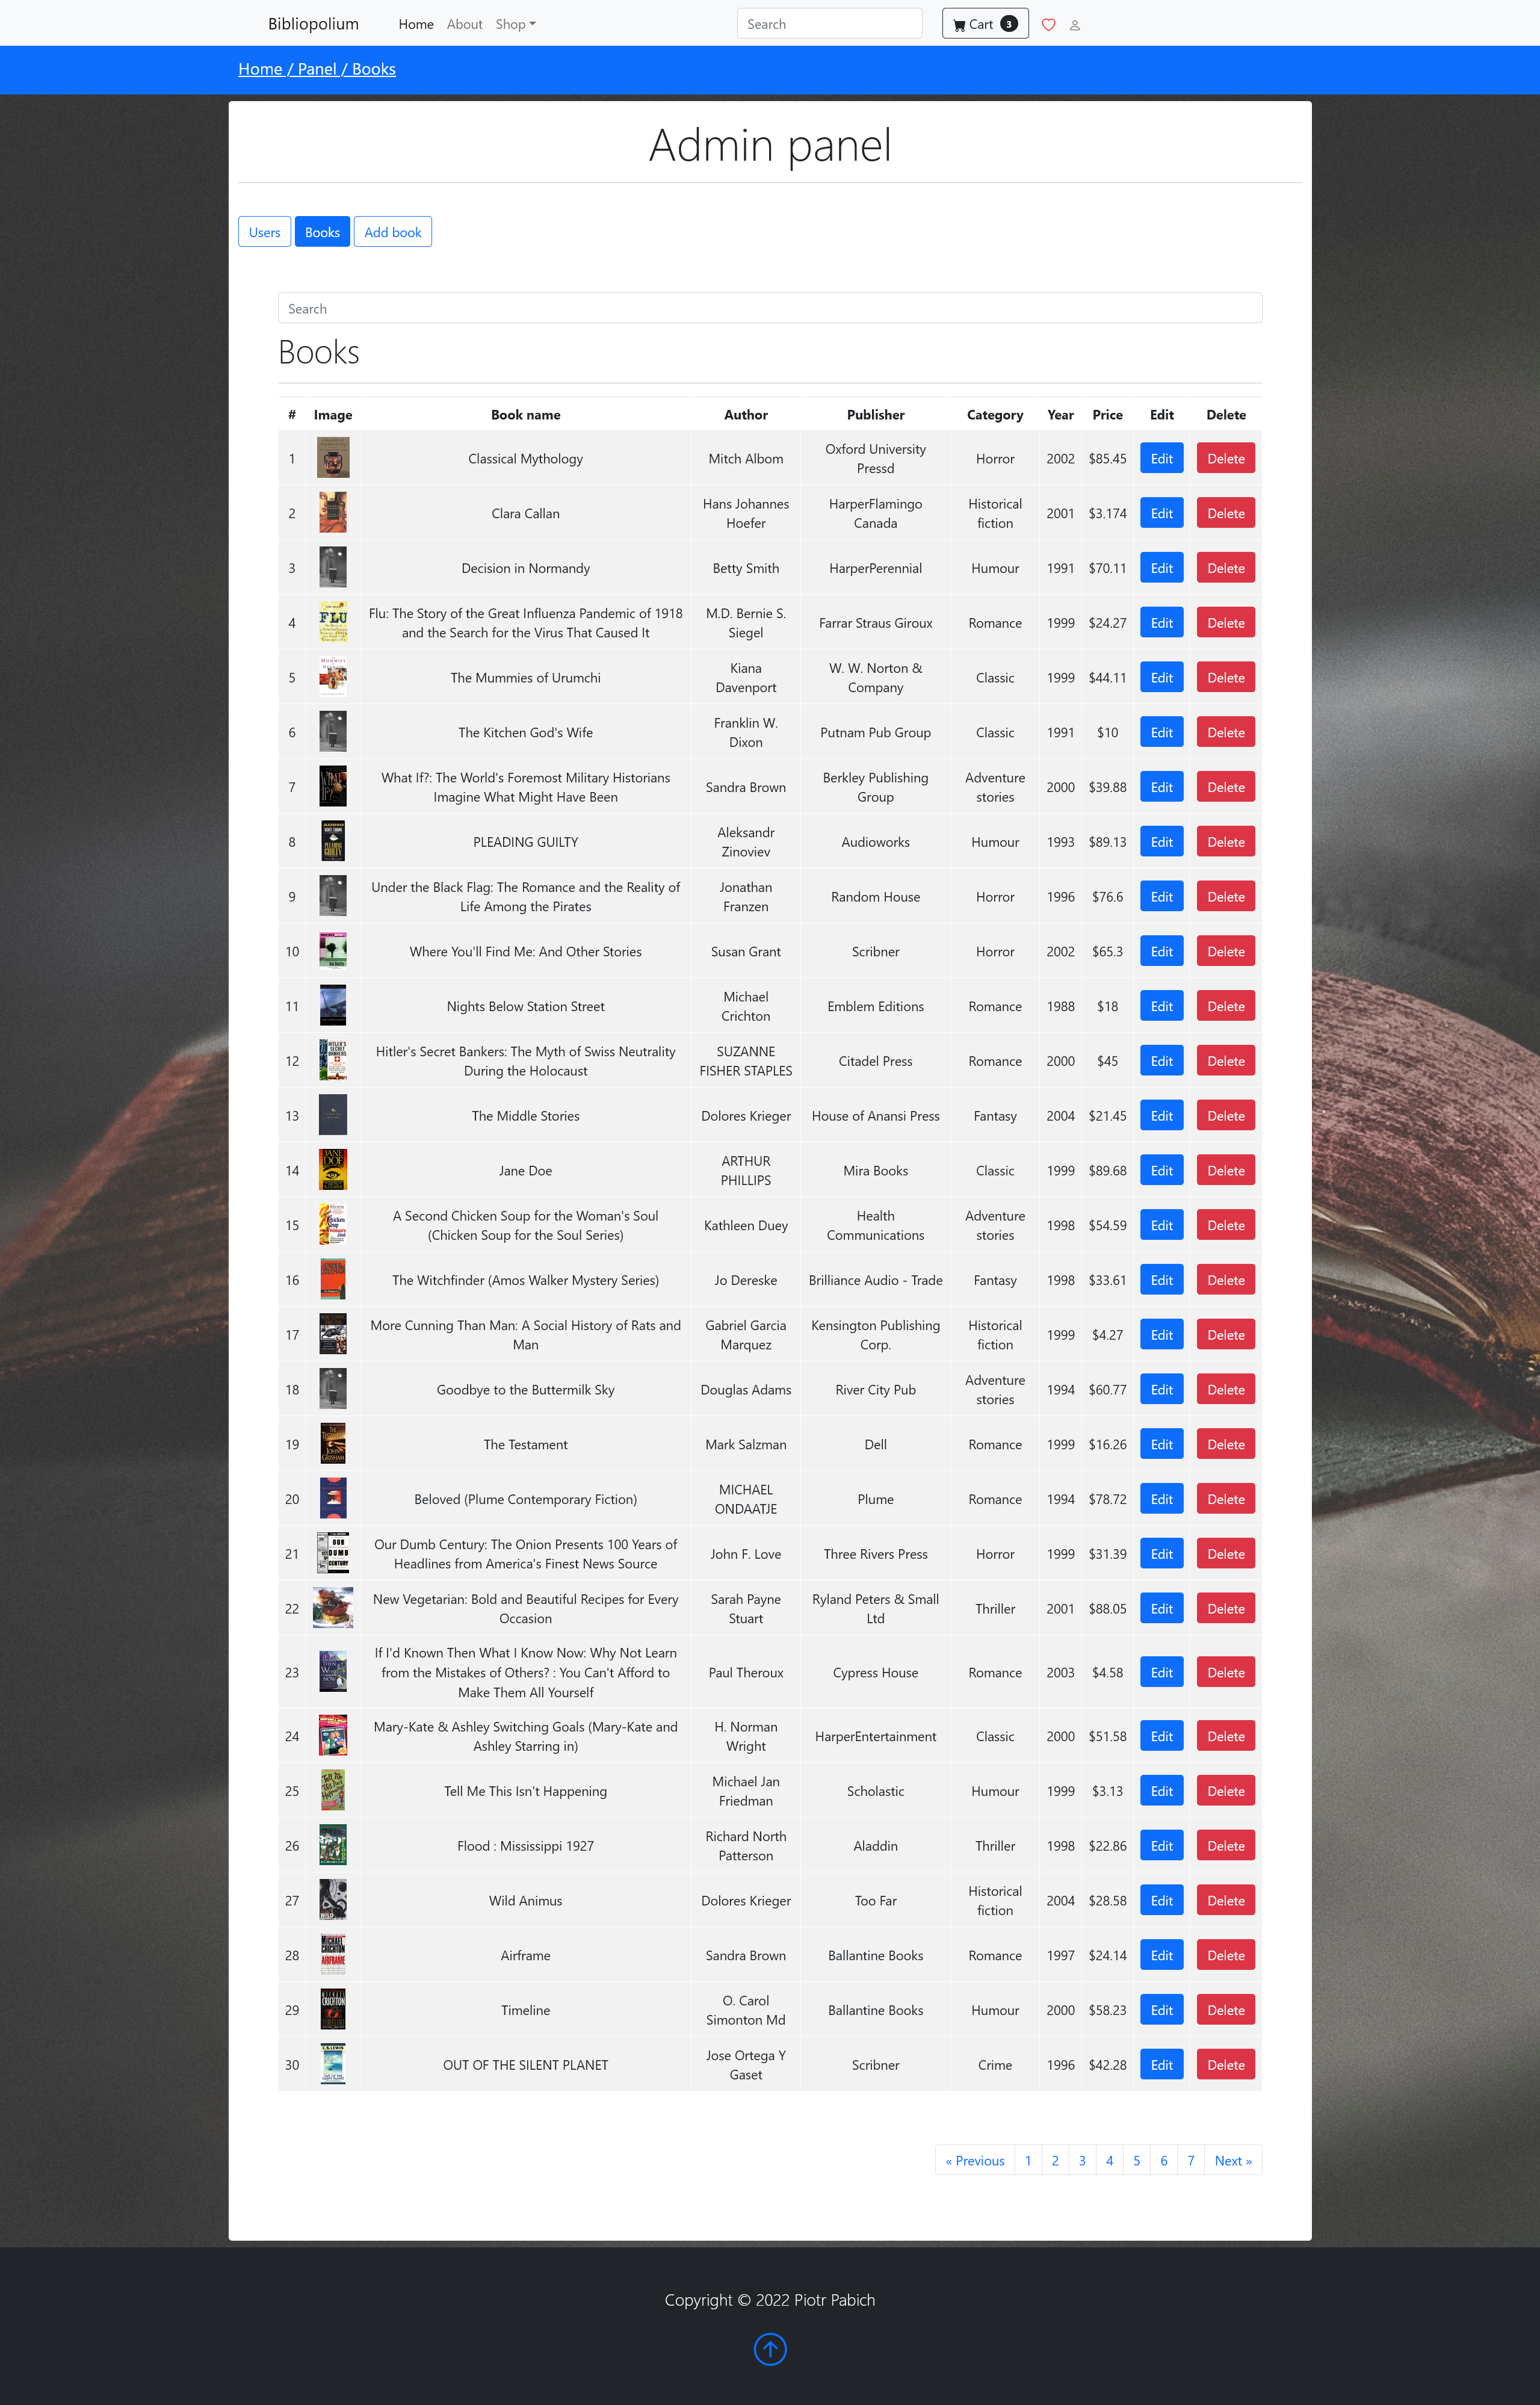 Bibliopolium Home About Shop Search Cart 3
Home / Panel / Books
Admin panel
Users Books Add book
Search
Books
# Image Book name Author Publisher Category Year Price Edit Delete
1 Classical Mythology Mitch Albom Oxford University Pressd Horror 2002 $85.45 Edit Delete
2 Clara Callan Hans Johannes Hoefer HarperFlamingo Canada Historical fiction 2001 $3.174 Edit Delete
3 Decision in Normandy Betty Smith HarperPerennial Humour 1991 $70.11 Edit Delete
4 Flu: The Story of the Great Influenza Pandemic of 1918 and the Search for the Virus That Caused It M.D. Bernie S. Siegel Farrar Straus Giroux Romance 1999 $24.27 Edit Delete
5 The Mummies of Urumchi Kiana Davenport W. W. Norton & Company Classic 1999 $44.11 Edit Delete
6 The Kitchen God's Wife Franklin W. Dixon Putnam Pub Group Classic 1991 $10 Edit Delete
7 What If?: The World's Foremost Military Historians Imagine What Might Have Been Sandra Brown Berkley Publishing Group Adventure stories 2000 $39.88 Edit Delete
8 PLEADING GUILTY Aleksandr Zinoviev Audioworks Humour 1993 $89.13 Edit Delete
9 Under the Black Flag: The Romance and the Reality of Life Among the Pirates Jonathan Franzen Random House Horror 1996 $76.6 Edit Delete
10 Where You'll Find Me: And Other Stories Susan Grant Scribner Horror 2002 $65.3 Edit Delete
11 Nights Below Station Street Michael Crichton Emblem Editions Romance 1988 $18 Edit Delete
12 Hitler's Secret Bankers: The Myth of Swiss Neutrality During the Holocaust SUZANNE FISHER STAPLES Citadel Press Romance 2000 $45 Edit Delete
13 The Middle Stories Dolores Krieger House of Anansi Press Fantasy 2004 $21.45 Edit Delete
14 Jane Doe ARTHUR PHILLIPS Mira Books Classic 1999 $89.68 Edit Delete
15 A Second Chicken Soup for the Woman's Soul (Chicken Soup for the Soul Series) Kathleen Duey Health Communications Adventure stories 1998 $54.59 Edit Delete
16 The Witchfinder (Amos Walker Mystery Series) Jo Dereske Brilliance Audio - Trade Fantasy 1998 $33.61 Edit Delete
17 More Cunning Than Man: A Social History of Rats and Man Gabriel Garcia Marquez Kensington Publishing Corp. Historical fiction 1999 $4.27 Edit Delete
18 Goodbye to the Buttermilk Sky Douglas Adams River City Pub Adventure stories 1994 $60.77 Edit Delete
19 The Testament Mark Salzman Dell Romance 1999 $16.26 Edit Delete
20 Beloved (Plume Contemporary Fiction) MICHAEL ONDAATJE Plume Romance 1994 $78.72 Edit Delete
21 Our Dumb Century: The Onion Presents 100 Years of Headlines from America's Finest News Source John F. Love Three Rivers Press Horror 1999 $31.39 Edit Delete
22 New Vegetarian: Bold and Beautiful Recipes for Every Occasion Sarah Payne Stuart Ryland Peters & Small Ltd Thriller 2001 $88.05 Edit Delete
23 If I'd Known Then What I Know Now: Why Not Learn from the Mistakes of Others? : You Can't Afford to Make Them All Yourself Paul Theroux Cypress House Romance 2003 $4.58 Edit Delete
24 Mary-Kate & Ashley Switching Goals (Mary-Kate and Ashley Starring in) H. Norman Wright HarperEntertainment Classic 2000 $51.58 Edit Delete
25 Tell Me This Isn't Happening Michael Jan Friedman Scholastic Humour 1999 $3.13 Edit Delete
26 Flood : Mississippi 1927 Richard North Patterson Aladdin Thriller 1998 $22.86 Edit Delete
27 Wild Animus Dolores Krieger Too Far Historical fiction 2004 $28.58 Edit Delete
28 Airframe Sandra Brown Ballantine Books Romance 1997 $24.14 Edit Delete
29 Timeline O. Carol Simonton Md Ballantine Books Humour 2000 $58.23 Edit Delete
30 OUT OF THE SILENT PLANET Jose Ortega Y Gaset Scribner Crime 1996 $42.28 Edit Delete
« Previous 1 2 3 4 5 6 7 Next »
Copyright © 2022 Piotr Pabich